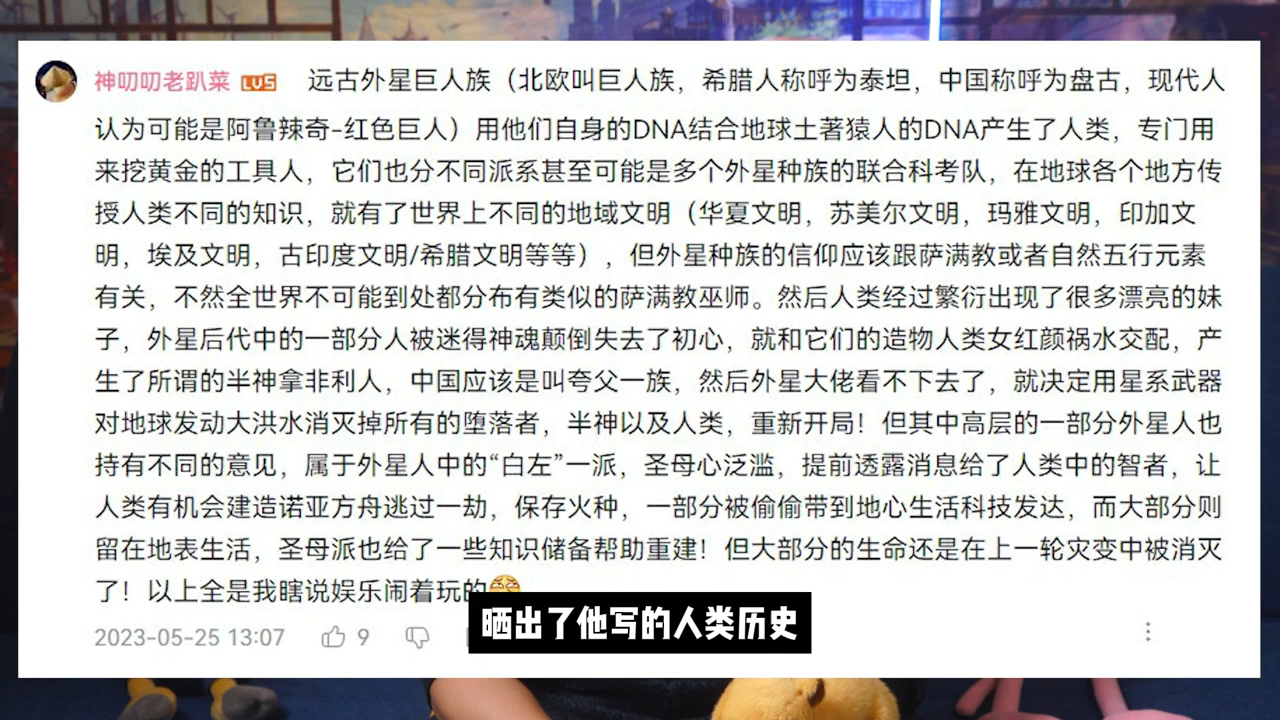 神叨叨老趴菜 LV5 远古外星巨人族（北欧叫巨人族，希腊人称呼为泰坦，中国称呼为盘古，现代人
认为可能是阿鲁辣奇-红色巨人）用他们自身的DNA结合地球土著猿人的DNA产生了人类，专门用
来挖黄金的工具人，它们也分不同派系甚至可能是多个外星种族的联合科考队，在地球各个地方传
授人类不同的知识，就有了世界上不同的地域文明（华夏文明，苏美尔文明，玛雅文明，印加文
明，埃及文明，古印度文明/希腊文明等等），但外星种族的信仰应该跟萨满教或者自然五行元素
有关，不然全世界不可能到处都分布有类似的萨满教巫师。然后人类经过繁衍出现了很多漂亮的妹
子，外星后代中的一部分人被迷得神魂颠倒失去了初心，就和它们的造物人类女红颜祸水交配，产
生了所谓的半神拿非利人，中国应该是叫夸父一族，然后外星大佬看不下去了，就决定用星系武器
对地球发动大洪水消灭掉所有的堕落者，半神以及人类，重新开局！但其中高层的一部分外星人也
持有不同的意见，属于外星人中的“白左”一派，圣母心泛滥，提前透露消息给了人类中的智者，让
人类有机会建造诺亚方舟逃过一劫，保存火种，一部分被偷偷带到地心生活科技发达，而大部分则
留在地表生活，圣母派也给了一些知识储备帮助重建！但大部分的生命还是在上一轮灾变中被消灭
了！以上全是我瞎说娱乐闹着玩的
2023-05-25 13:07 9
晒出了他写的人类历史